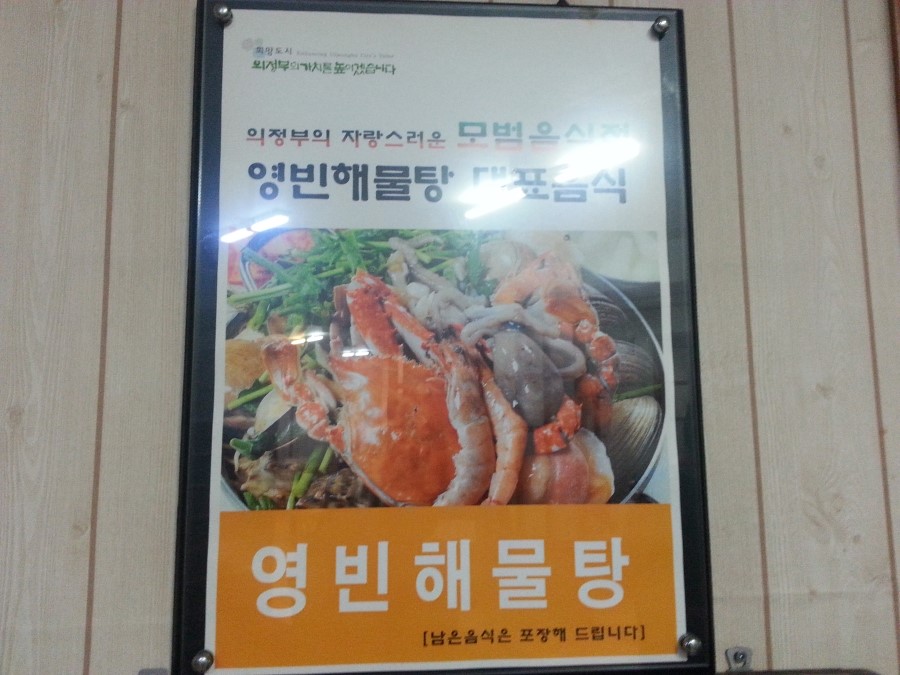 희망도시
의정부의 가치를 높이겠습니다
의정부의 자랑스러운 모범음식점
영빈해물탕 대표음식
영빈해물탕
[남은음식은 포장해 드립니다]